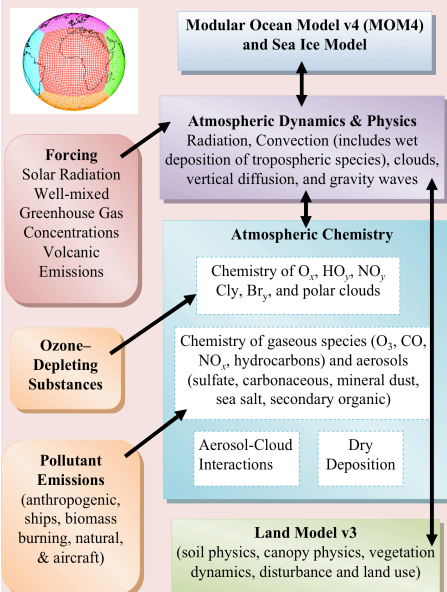 Modular Ocean Model v4 (MOM4)
and Sea Ice Model
Atmospheric Dynamics & Physics
Radiation, Convection (includes wet
deposition of tropospheric species), clouds,
vertical diffusion, and gravity waves
Forcing
Solar Radiation
Well-mixed
Greenhouse Gas
Concentrations
Volcanic
Emissions
Atmospheric Chemistry
Chemistry of Oₓ, HOᵧ, NOᵧ
Cly, Brᵧ, and polar clouds
Ozone–
Depleting
Substances
Chemistry of gaseous species (O₃, CO,
NOₓ, hydrocarbons) and aerosols
(sulfate, carbonaceous, mineral dust,
sea salt, secondary organic)
Aerosol-Cloud
Interactions
Dry
Deposition
Pollutant
Emissions
(anthropogenic,
ships, biomass
burning, natural,
& aircraft)
Land Model v3
(soil physics, canopy physics, vegetation
dynamics, disturbance and land use)